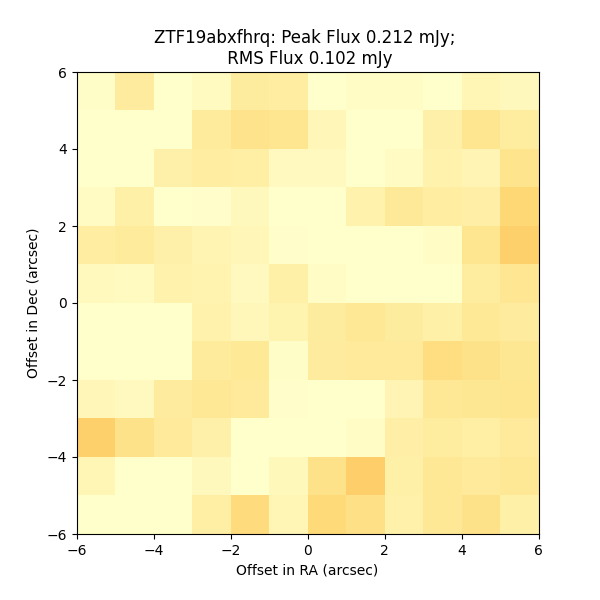 ZTF19abxfhrq: Peak Flux 0.212 mJy;
RMS Flux 0.102 mJy
6
4
2
0
−2
−4
−6
Offset in Dec (arcsec)
−6 −4 −2 0 2 4 6
Offset in RA (arcsec)